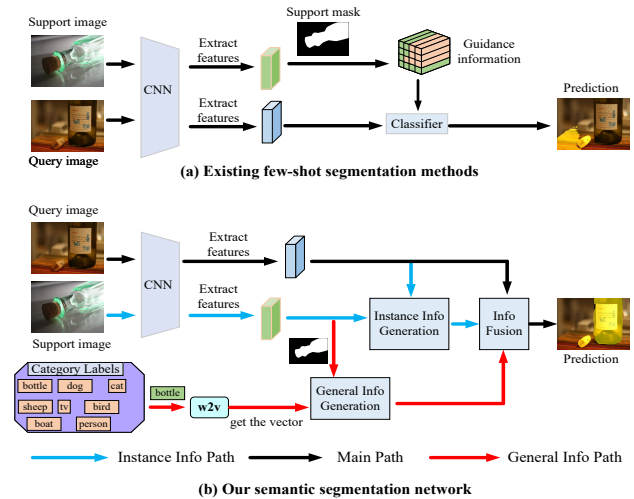 Support image
Support mask
Extract
features
Guidance
information
CNN
Extract
features
Prediction
Classifier
Query image
(a) Existing few-shot segmentation methods
Query image
Extract
features
CNN
Extract
features
Instance Info
Generation
Info
Fusion
Support image
Prediction
Category Labels
bottle dog cat
bottle
sheep tv bird
w2v
General Info
Generation
get the vector
boat person
Instance Info Path Main Path General Info Path
(b) Our semantic segmentation network